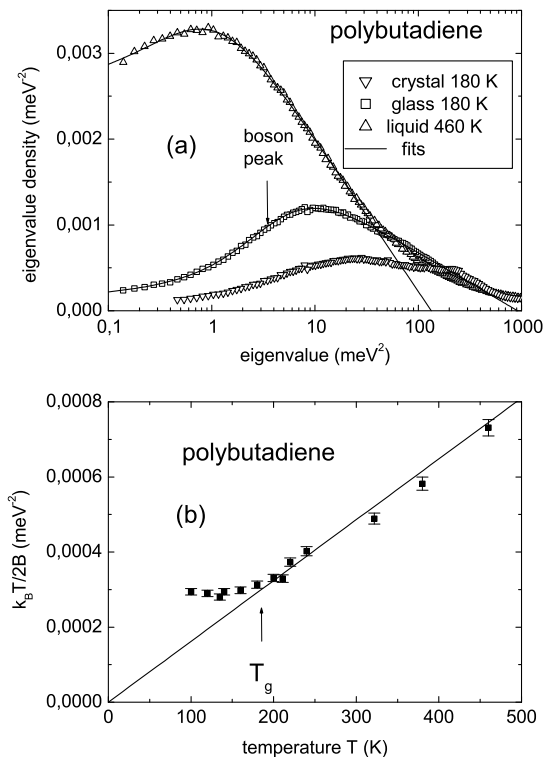 polybutadiene
crystal 180 K
glass 180 K
liquid 460 K
fits
(a)
boson
peak
eigenvalue density (meV⁻²)
0,003
0,002
0,001
0,000
0,1 1 10 100 1000
eigenvalue (meV²)
polybutadiene
(b)
k_BT/2B (meV⁻²)
0,0008
0,0006
0,0004
0,0002
0,0000
T_g
0 100 200 300 400 500
temperature T (K)